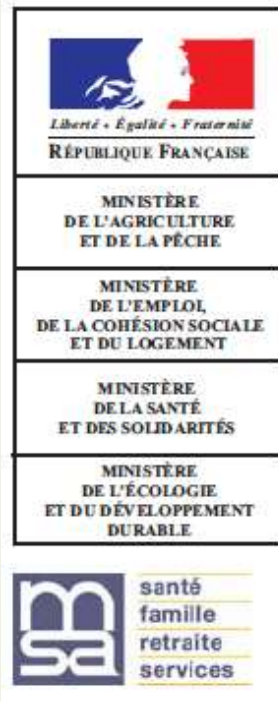 Liberté • Égalité • Fraternité
RÉPUBLIQUE FRANÇAISE
MINISTÈRE
DE L'AGRICULTURE
ET DE LA PÊCHE
MINISTÈRE
DE L'EMPLOI,
DE LA COHÉSION SOCIALE
ET DU LOGEMENT
MINISTÈRE
DE LA SANTÉ
ET DES SOLIDARITÉS
MINISTÈRE
DE L'ÉCOLOGIE
ET DU DÉVELOPPEMENT
DURABLE
msa
santé
famille
retraite
services